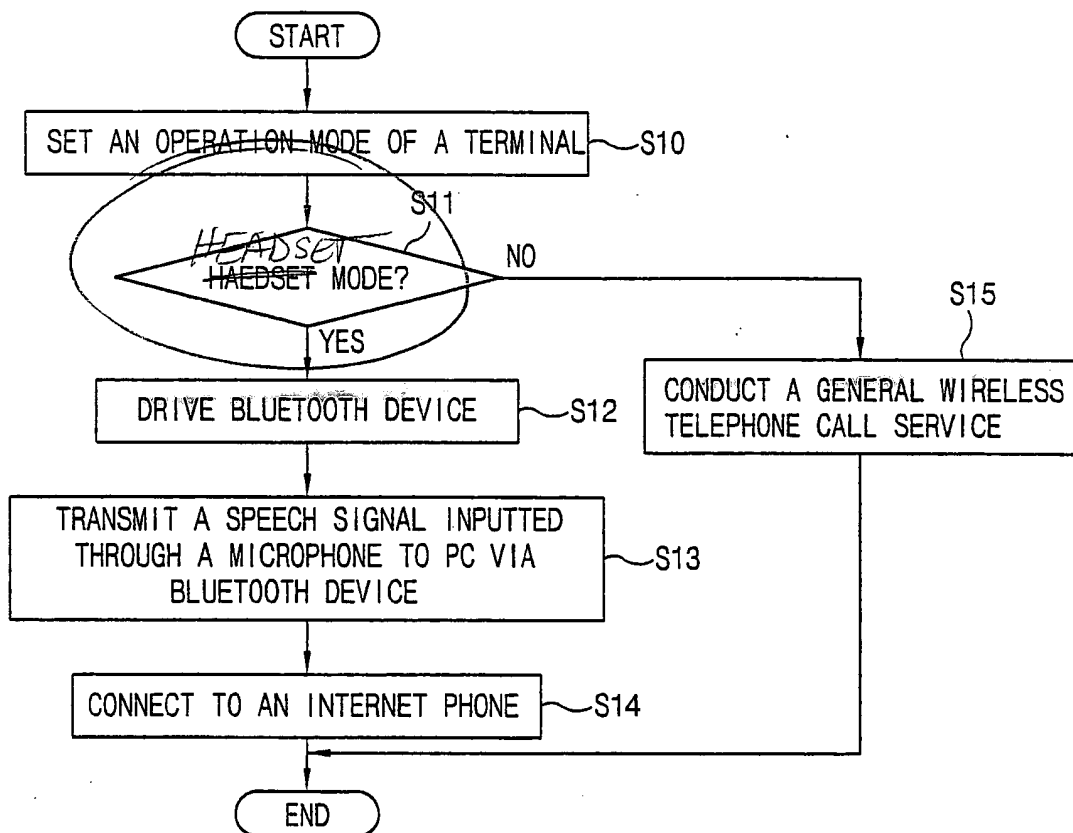 START
SET AN OPERATION MODE OF A TERMINAL
S10
S11
HEADSET
HAEDSET MODE?
NO
YES
S15
DRIVE BLUETOOTH DEVICE
S12
CONDUCT A GENERAL WIRELESS
TELEPHONE CALL SERVICE
TRANSMIT A SPEECH SIGNAL INPUTTED
THROUGH A MICROPHONE TO PC VIA
BLUETOOTH DEVICE
S13
CONNECT TO AN INTERNET PHONE
S14
END